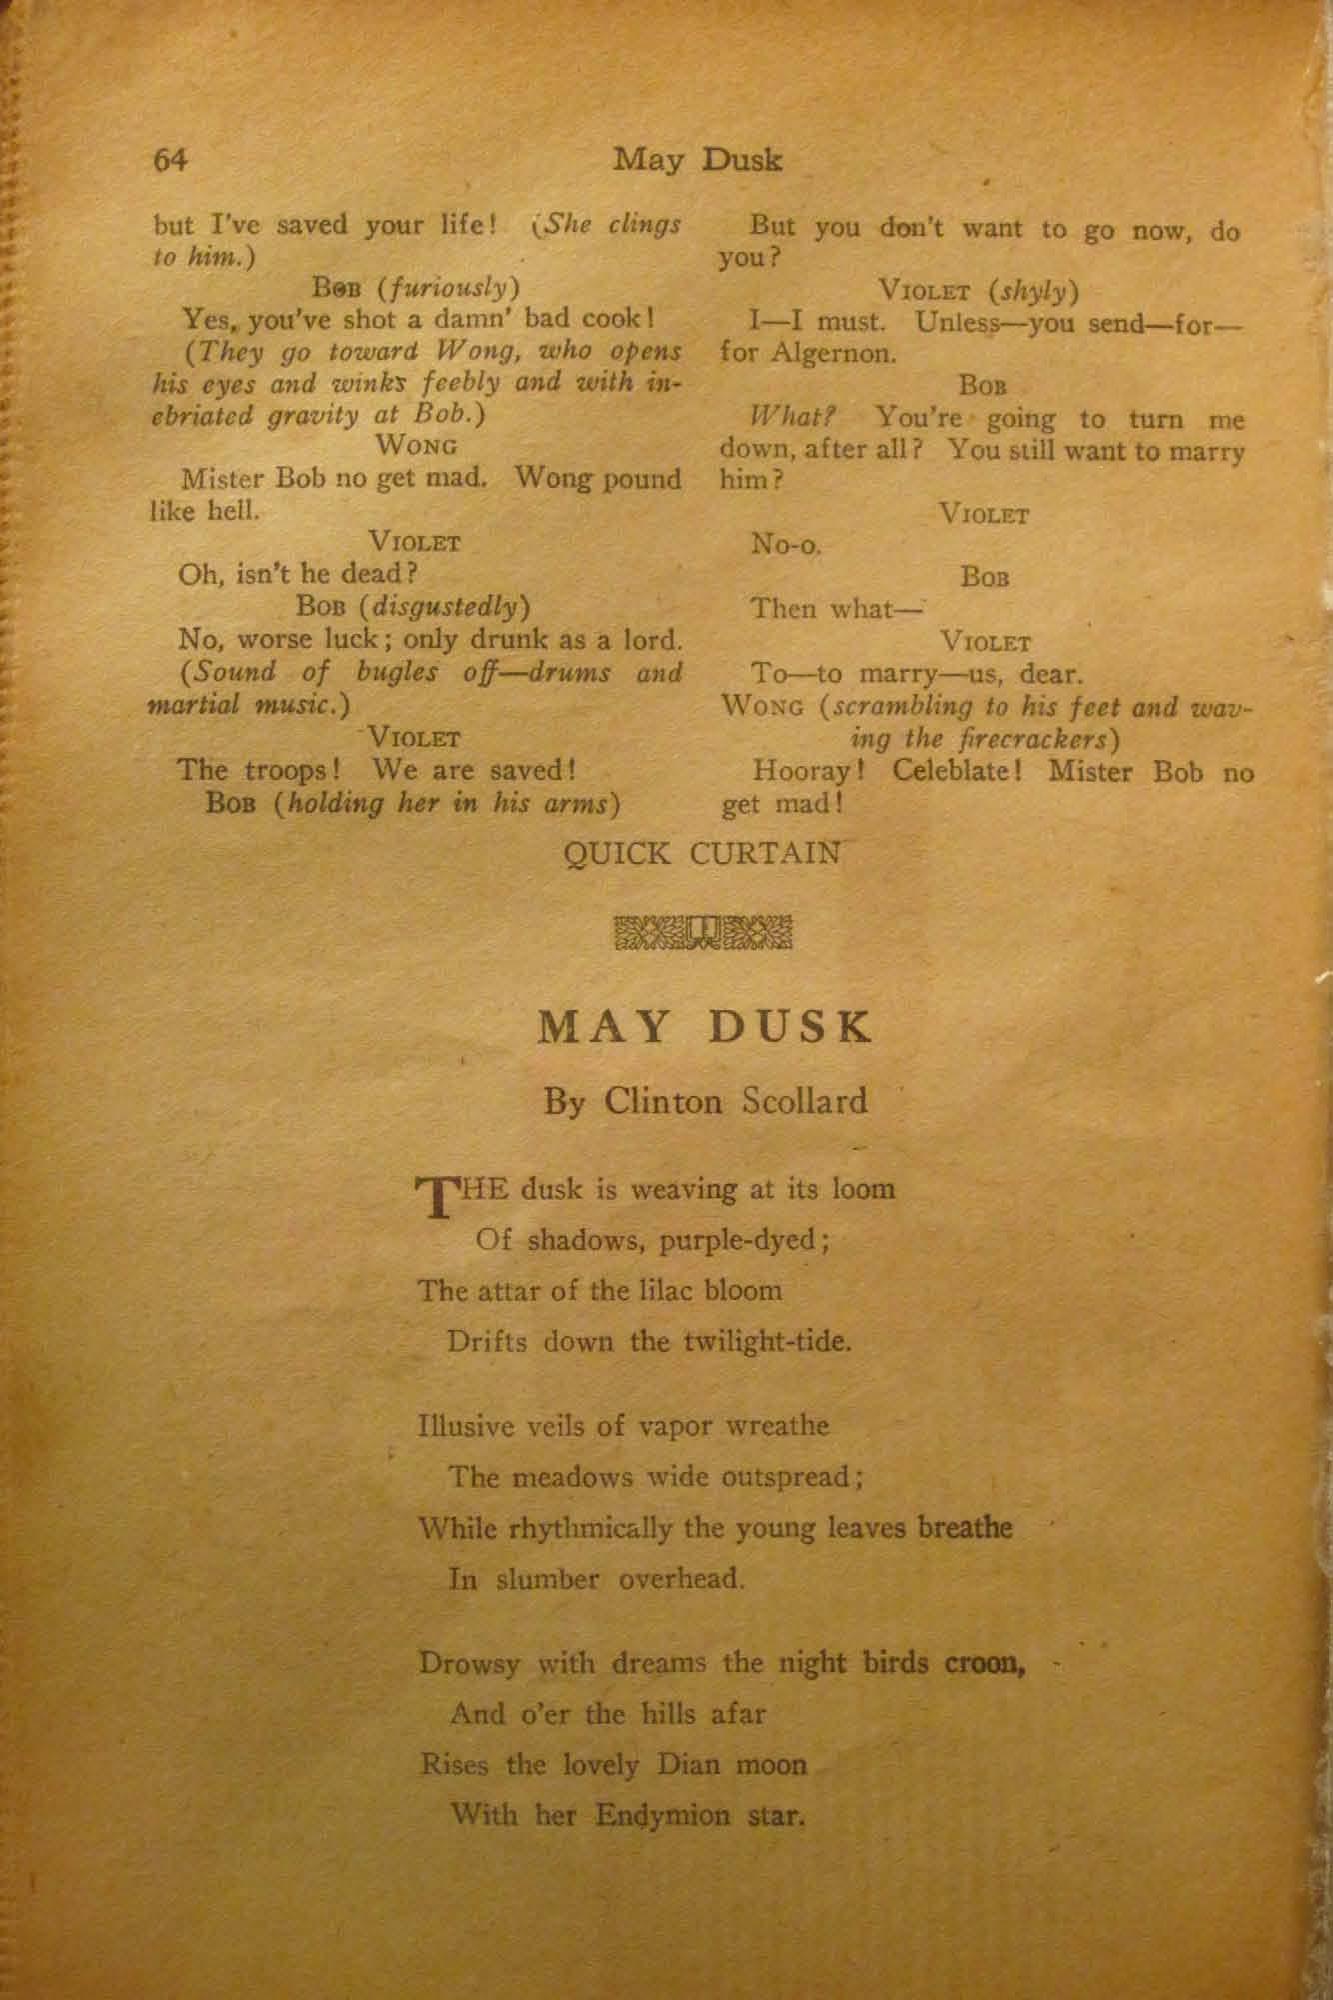 64
May Dusk
but I've saved your life! (She clings
to him.)
BOB (furiously)
Yes, you've shot a damn' bad cook!
(They go toward Wong, who opens
his eyes and winks feebly and with in-
ebriated gravity at Bob.)
WONG
Mister Bob no get mad. Wong pound
like hell.
VIOLET
Oh, isn't he dead?
BOB (disgustedly)
No, worse luck; only drunk as a lord.
(Sound of bugles off—drums and
martial music.)
VIOLET
The troops! We are saved!
BOB (holding her in his arms)
But you don't want to go now, do
you?
VIOLET (shyly)
I—I must. Unless—you send—for—
for Algernon.
BOB
What? You're going to turn me
down, after all? You still want to marry
him?
VIOLET
No-o.
BOB
Then what—
VIOLET
To—to marry—us, dear.
WONG (scrambling to his feet and wav-
ing the firecrackers)
Hooray! Celeblate! Mister Bob no
get mad!
QUICK CURTAIN
MAY DUSK
By Clinton Scollard
THE dusk is weaving at its loom
Of shadows, purple-dyed;
The attar of the lilac bloom
Drifts down the twilight-tide.
Illusive veils of vapor wreathe
The meadows wide outspread;
While rhythmically the young leaves breathe
In slumber overhead.
Drowsy with dreams the night birds croon,
And o'er the hills afar
Rises the lovely Dian moon
With her Endymion star.